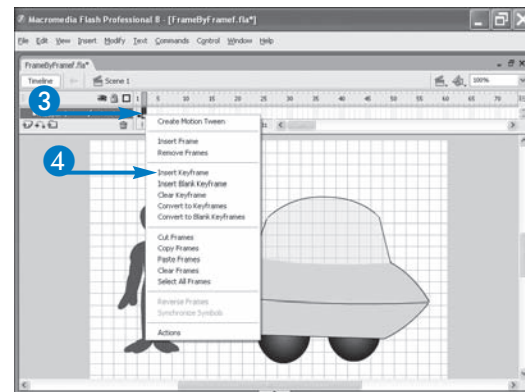 Macromedia Flash Professional 8 - [FrameByFramef.fla*]
File Edit View Insert Modify Text Commands Control Window Help
FrameByFramef.fla*
Timeline Scene 1 100%
1 5 10 15 20 25 30 35 40 45 50 55 60 65 70
3
Create Motion Tween
Insert Frame
Remove Frames
4
Insert Keyframe
Insert Blank Keyframe
Clear Keyframe
Convert to Keyframes
Convert to Blank Keyframes
Cut Frames
Copy Frames
Paste Frames
Clear Frames
Select All Frames
Reverse Frames
Synchronize Symbols
Actions